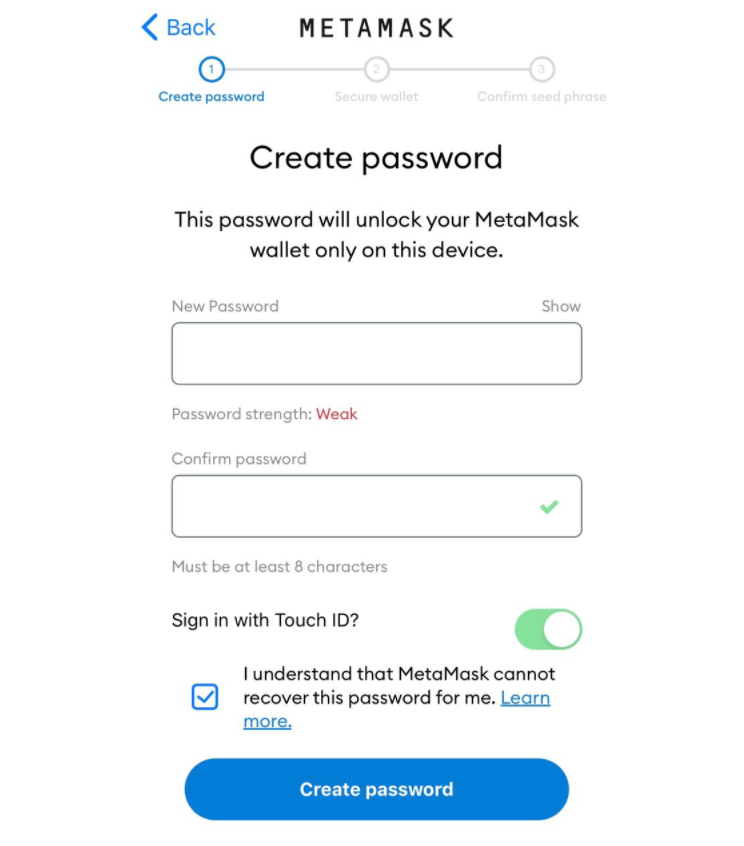 Back
METAMASK
1
2
3
Create password
Secure wallet
Confirm seed phrase
Create password
This password will unlock your MetaMask
wallet only on this device.
New Password
Show
Password strength: Weak
Confirm password
Must be at least 8 characters
Sign in with Touch ID?
I understand that MetaMask cannot
recover this password for me. Learn
more.
Create password